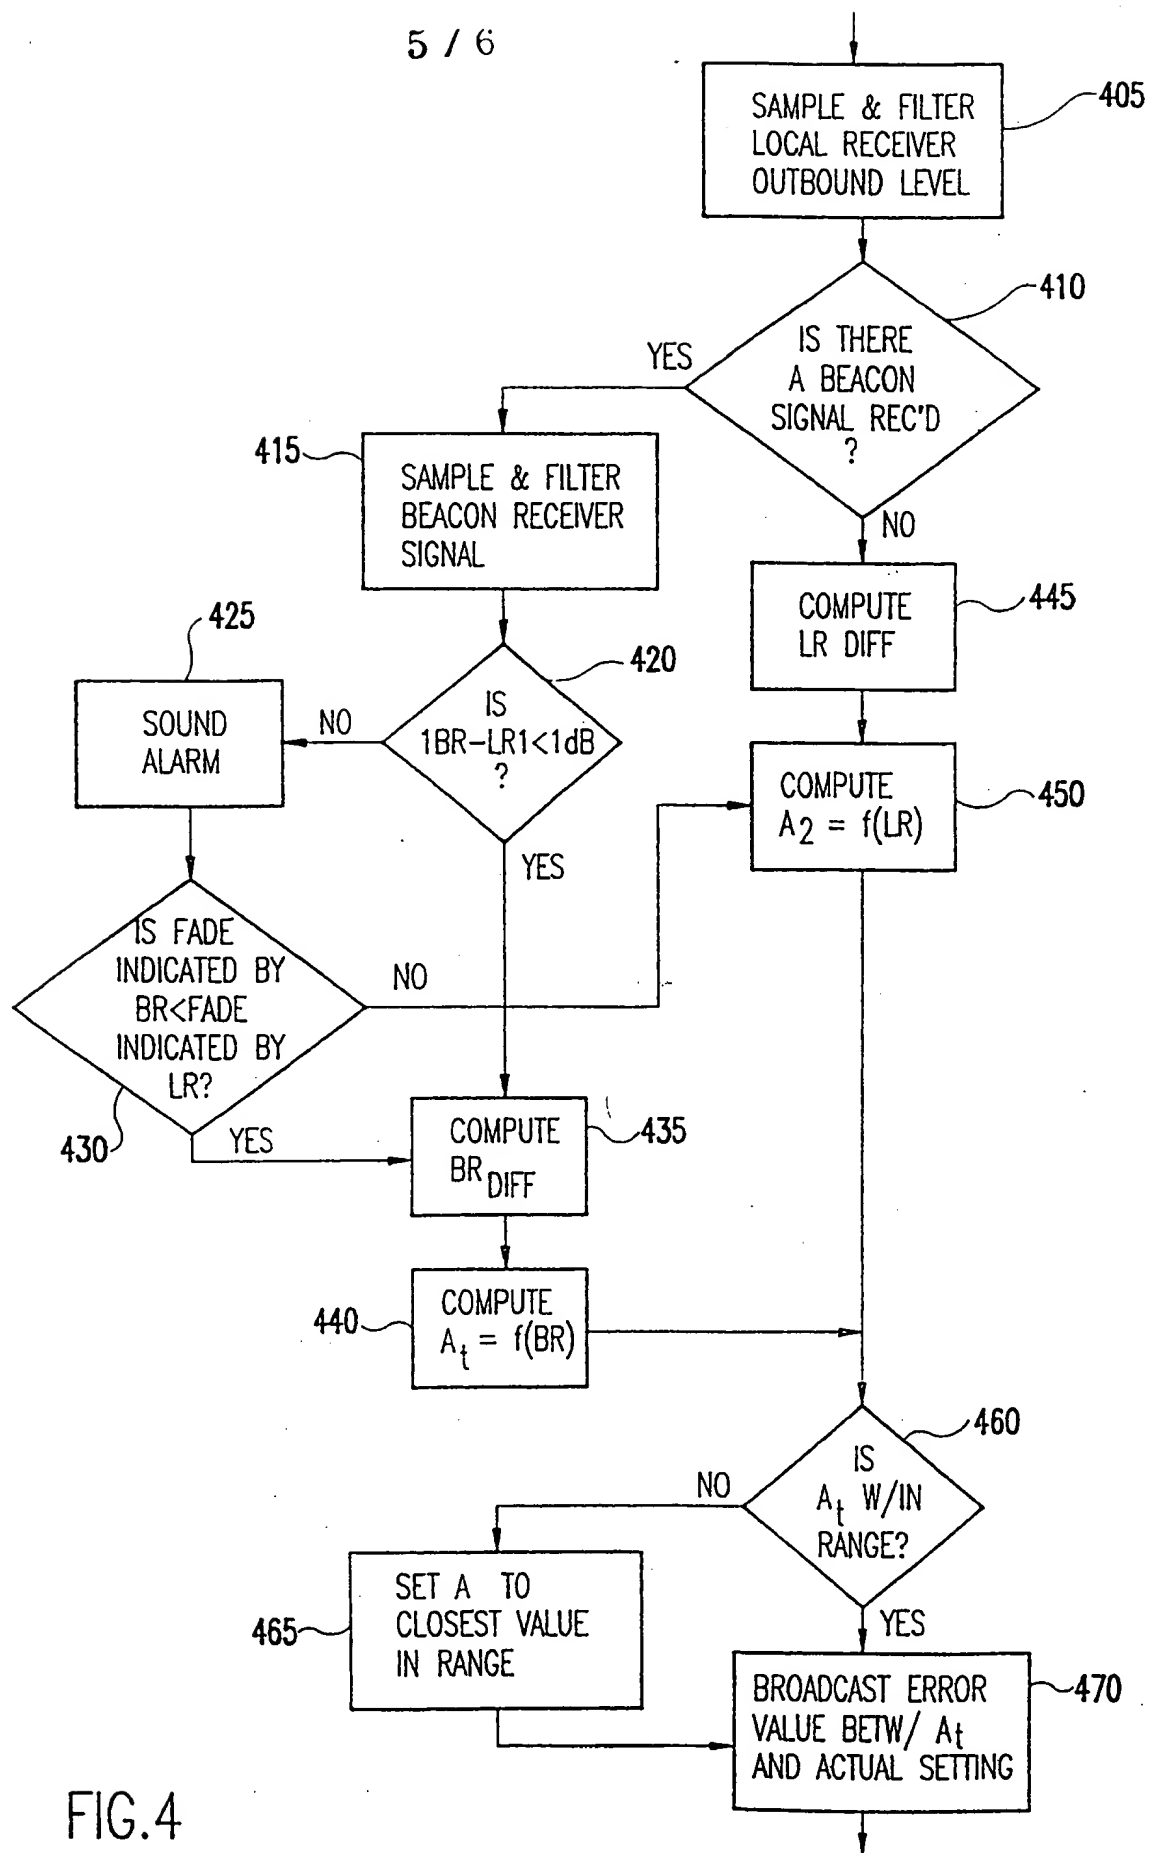 5 / 6
SAMPLE & FILTER
LOCAL RECEIVER
OUTBOUND LEVEL
405
IS THERE
A BEACON
SIGNAL REC'D
?
410
YES
NO
415
SAMPLE & FILTER
BEACON RECEIVER
SIGNAL
COMPUTE
LR DIFF
445
425
SOUND
ALARM
NO
IS
1BR-LR1<1dB
?
420
YES
COMPUTE
A2 = f(LR)
450
IS FADE
INDICATED BY
BR<FADE
INDICATED BY
LR?
NO
430
YES
COMPUTE
BR DIFF
435
440
COMPUTE
At = f(BR)
IS
At W/IN
RANGE?
460
NO
YES
465
SET A TO
CLOSEST VALUE
IN RANGE
BROADCAST ERROR
VALUE BETW/ At
AND ACTUAL SETTING
470
FIG.4